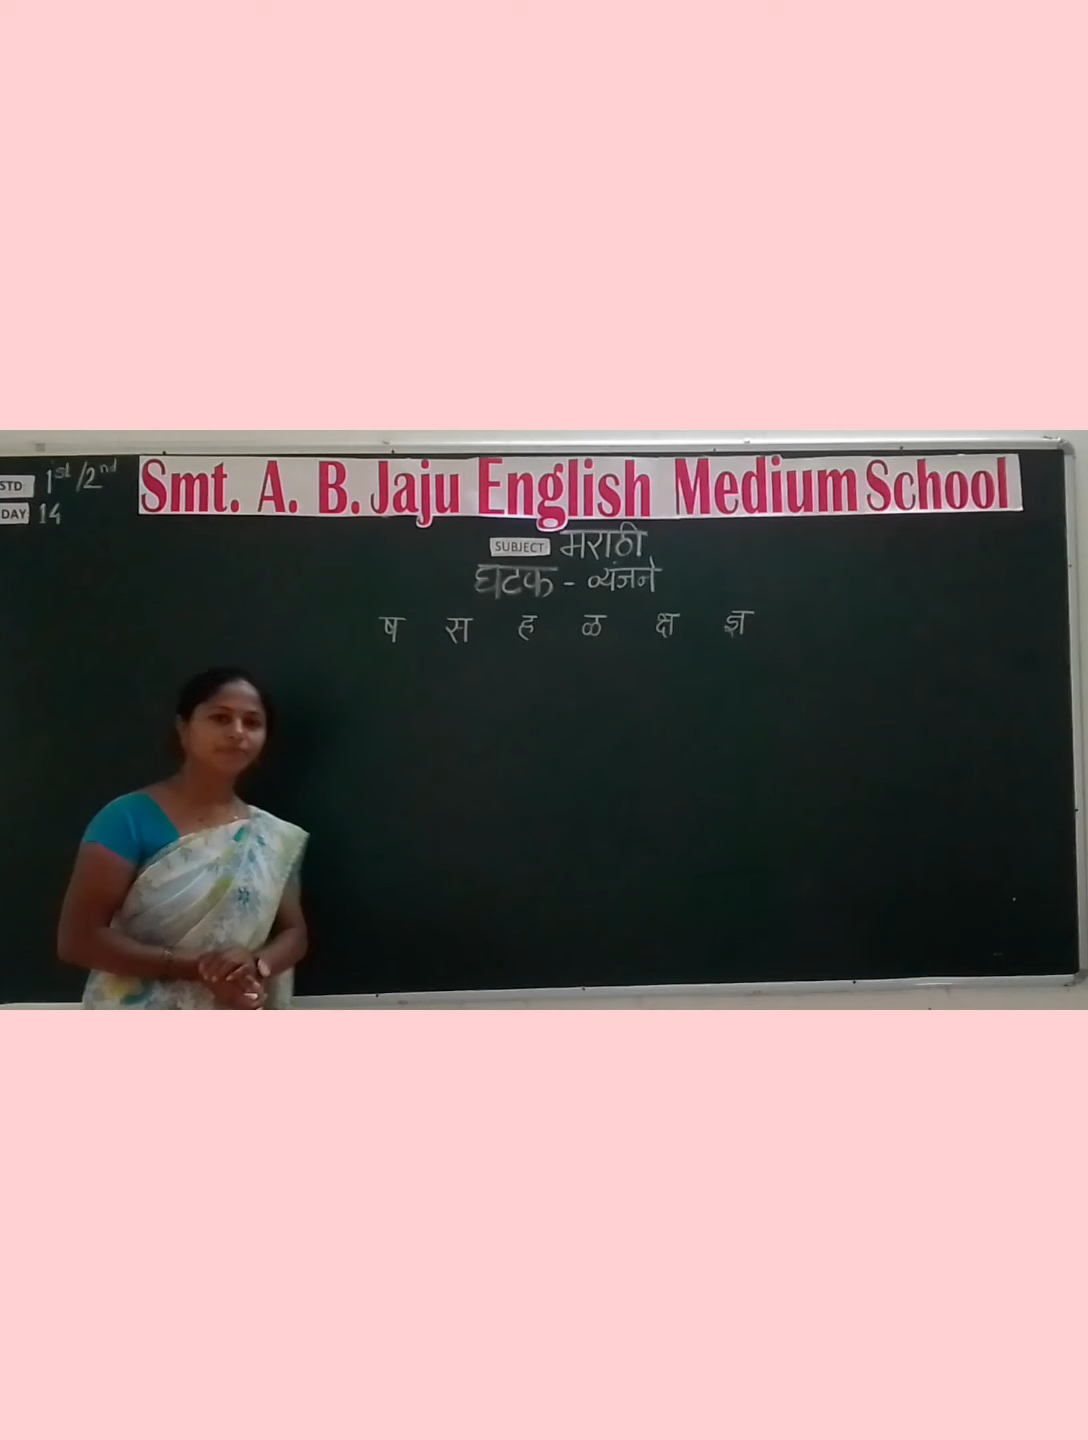 STD 1st/2nd
DAY 14
Smt. A. B. Jaju English Medium School
SUBJECT मराठी
घटक - व्यंजने
ष स ह ळ क्ष ज्ञ